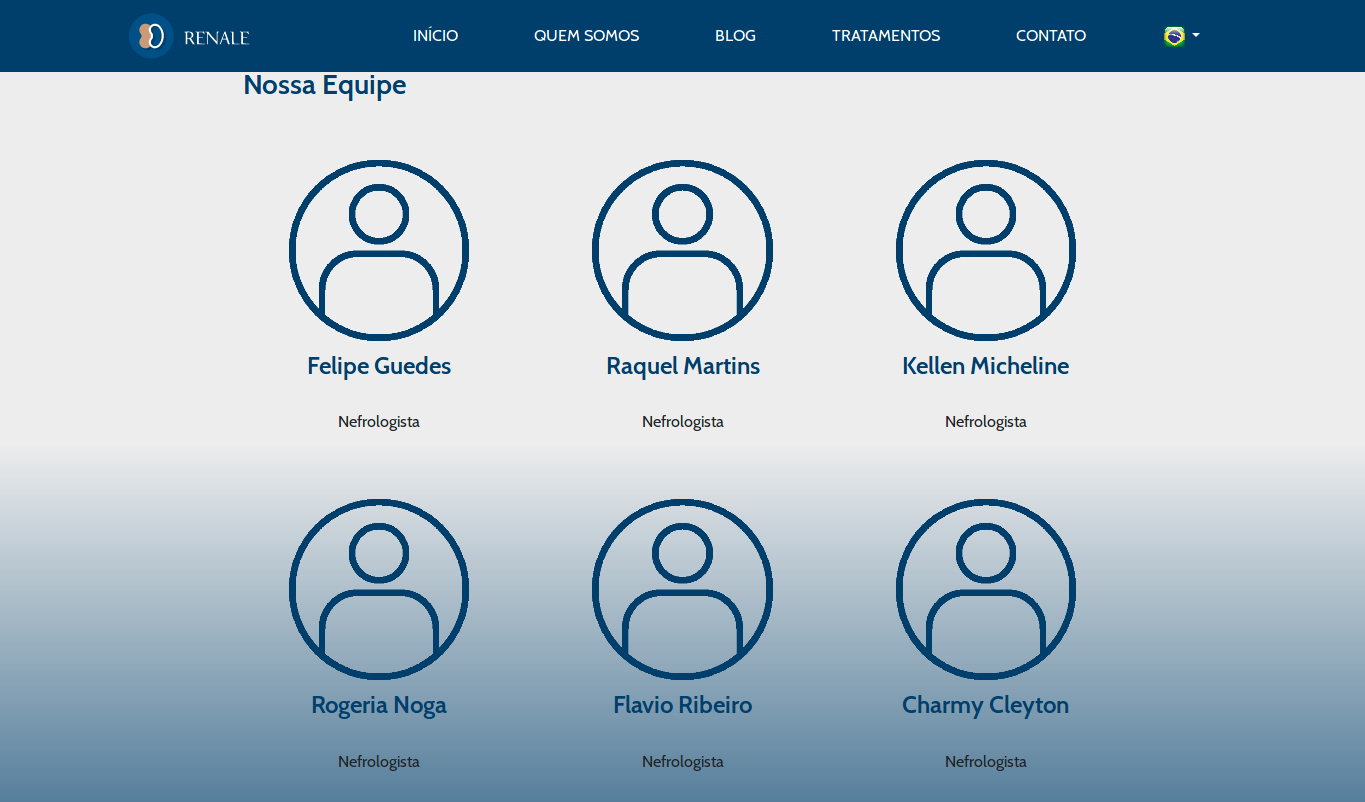 RENALE INÍCIO QUEM SOMOS BLOG TRATAMENTOS CONTATO
Nossa Equipe
Felipe Guedes Raquel Martins Kellen Micheline
Nefrologista Nefrologista Nefrologista
Rogeria Noga Flavio Ribeiro Charmy Cleyton
Nefrologista Nefrologista Nefrologista